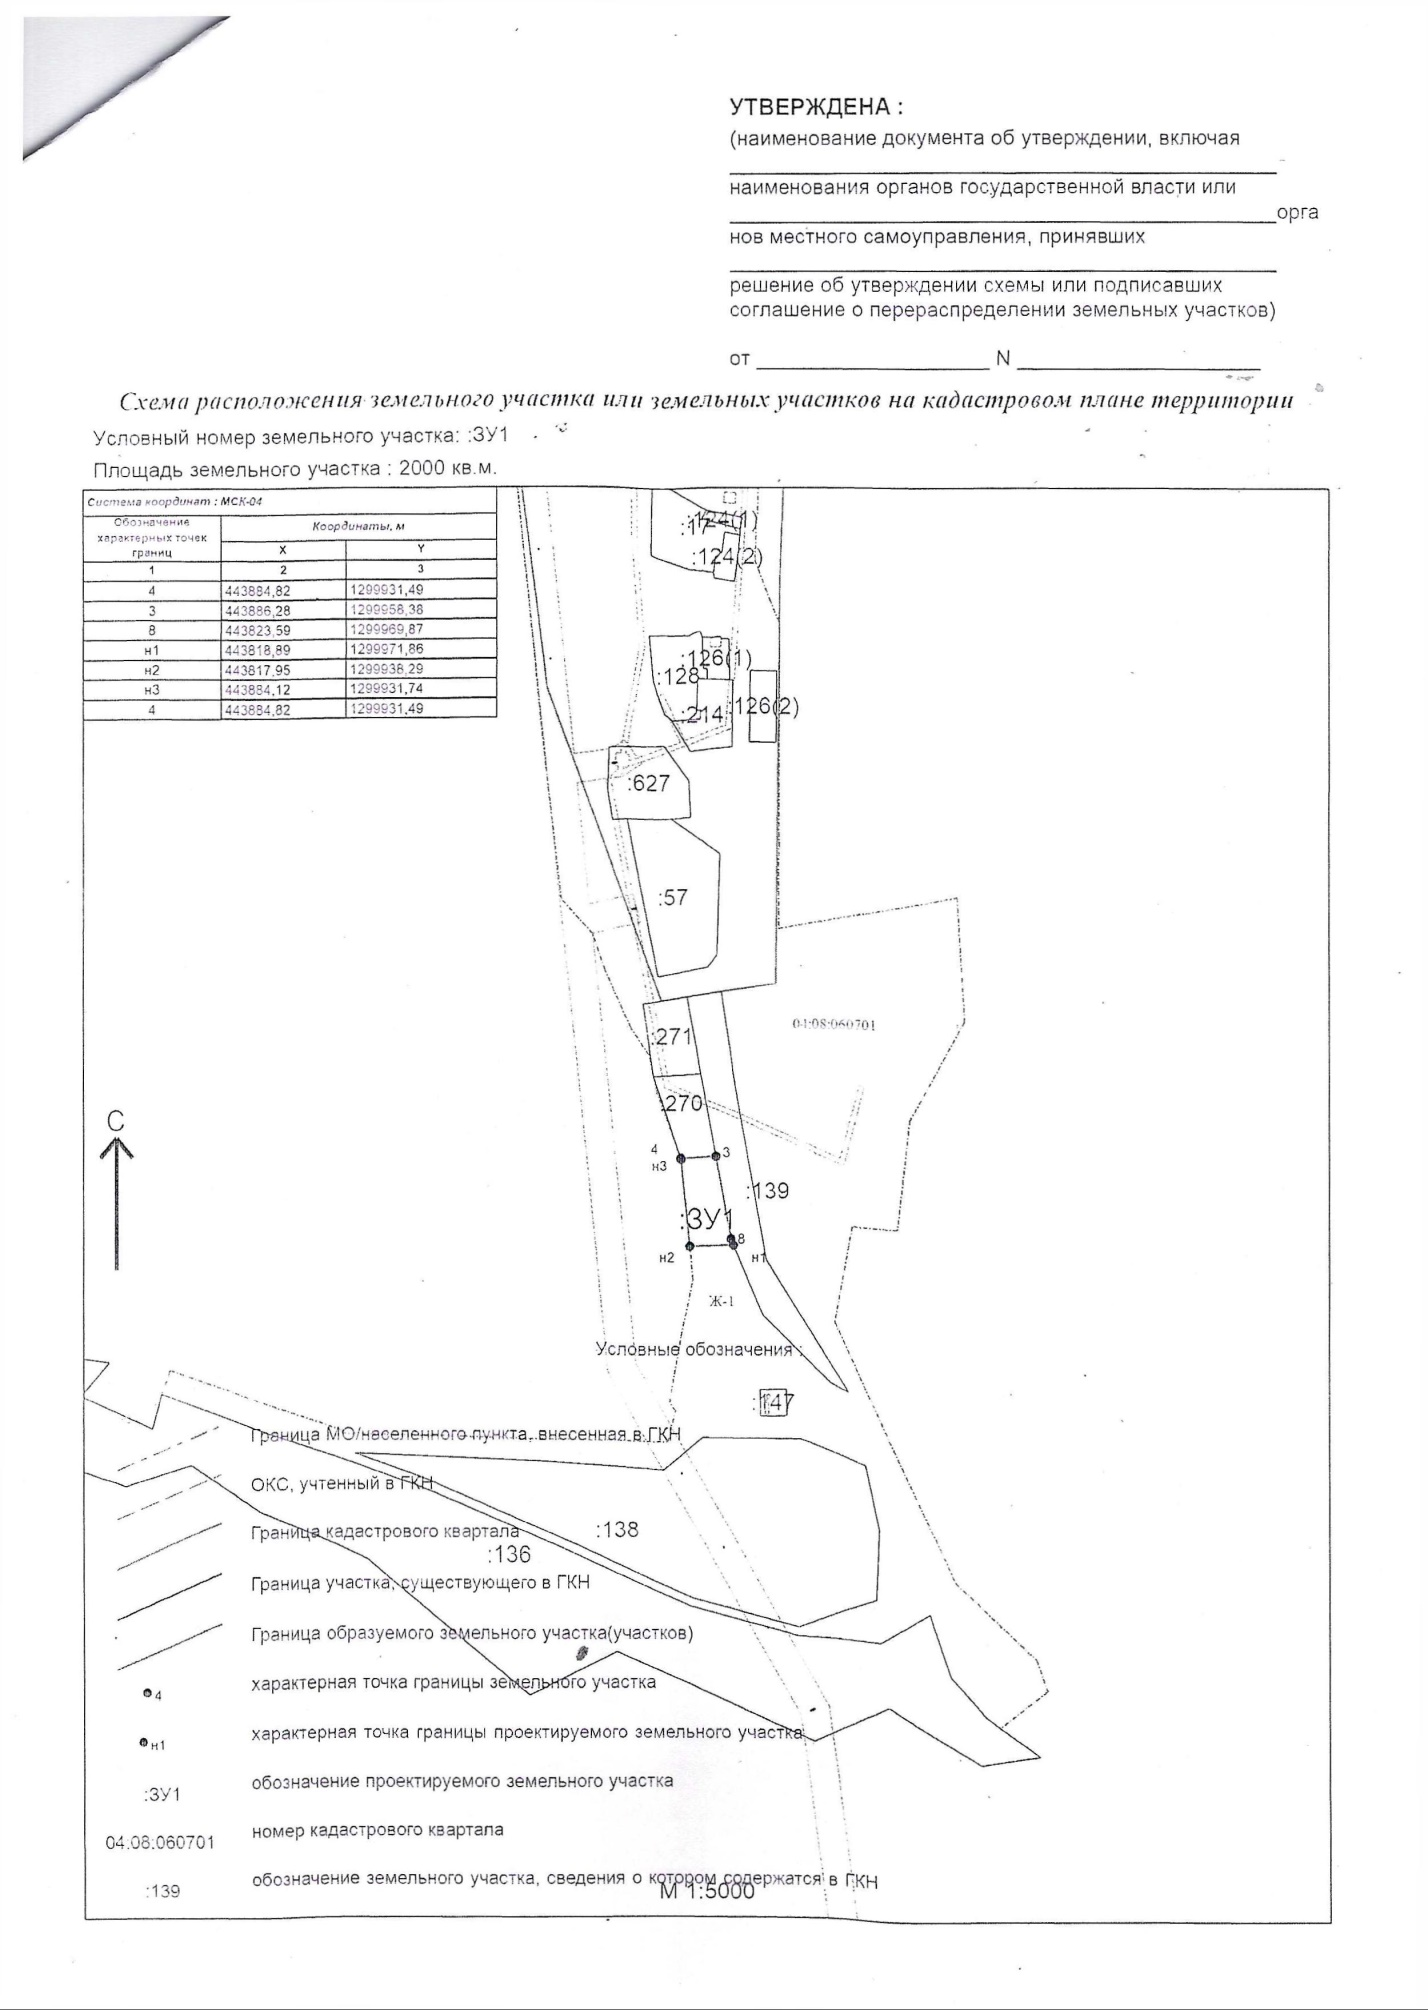 УТВЕРЖДЕНА :
(наименование документа об утверждении, включая
наименования органов государственной власти или
орга
нов местного самоуправления, принявших
решение об утверждении схемы или подписавших
соглашение о перераспределении земельных участков)
от N
Схема расположения земельного участка или земельных участков на кадастровом плане территории
Условный номер земельного участка: :ЗУ1
Площадь земельного участка : 2000 кв.м.
Система координат : МСК-04
Обозначение характерных точек границ Координаты, м
X Y
1 2 3
4 443884,82 1299931,49
3 443886,28 1299958,38
8 443823,59 1299969,87
н1 443818,89 1299971,86
н2 443817,95 1299938,29
н3 443884,12 1299931,74
4 443884,82 1299931,49
:124(1)
:17
:124(2)
:126(1)
:128
:214
:126(2)
:627
:57
:271
04:08:060701
:270
С
4
3
н3
:139
:ЗУ1
8
н2
н1
Ж-1
Условные обозначения :
:147
Граница МО/населенного пункта, внесенная в ГКН
ОКС, учтенный в ГКН
Граница кадастрового квартала
:138
:136
Граница участка, существующего в ГКН
Граница образуемого земельного участка(участков)
4 характерная точка границы земельного участка
н1 характерная точка границы проектируемого земельного участка
:ЗУ1 обозначение проектируемого земельного участка
04:08:060701 номер кадастрового квартала
:139 обозначение земельного участка, сведения о котором содержатся в ГКН
М 1:5000